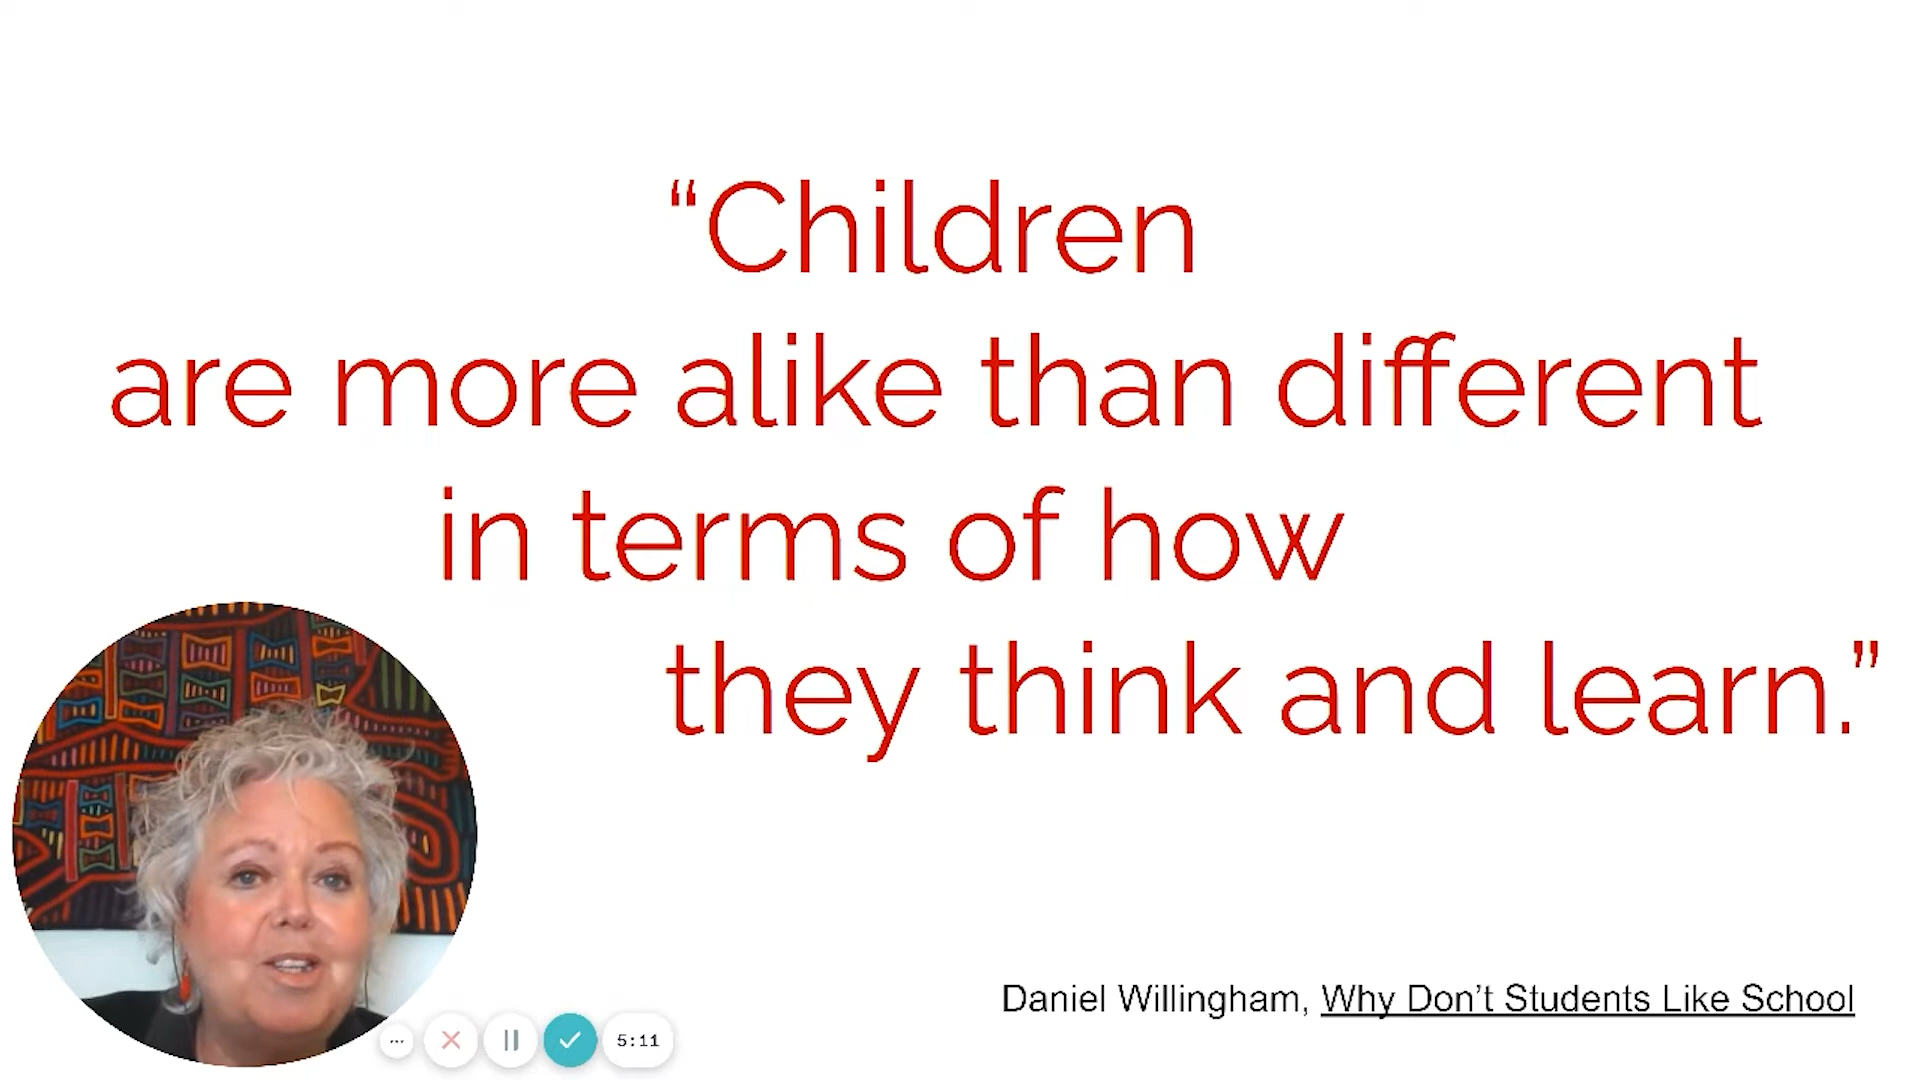 “Children
are more alike than different
in terms of how
they think and learn.”
Daniel Willingham, Why Don’t Students Like School
5:11